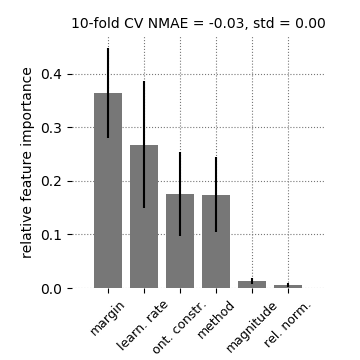 10-fold CV NMAE = -0.03, std = 0.00
relative feature importance
0.4
0.3
0.2
0.1
0.0
margin
learn. rate
ont. constr.
method
magnitude
rel. norm.